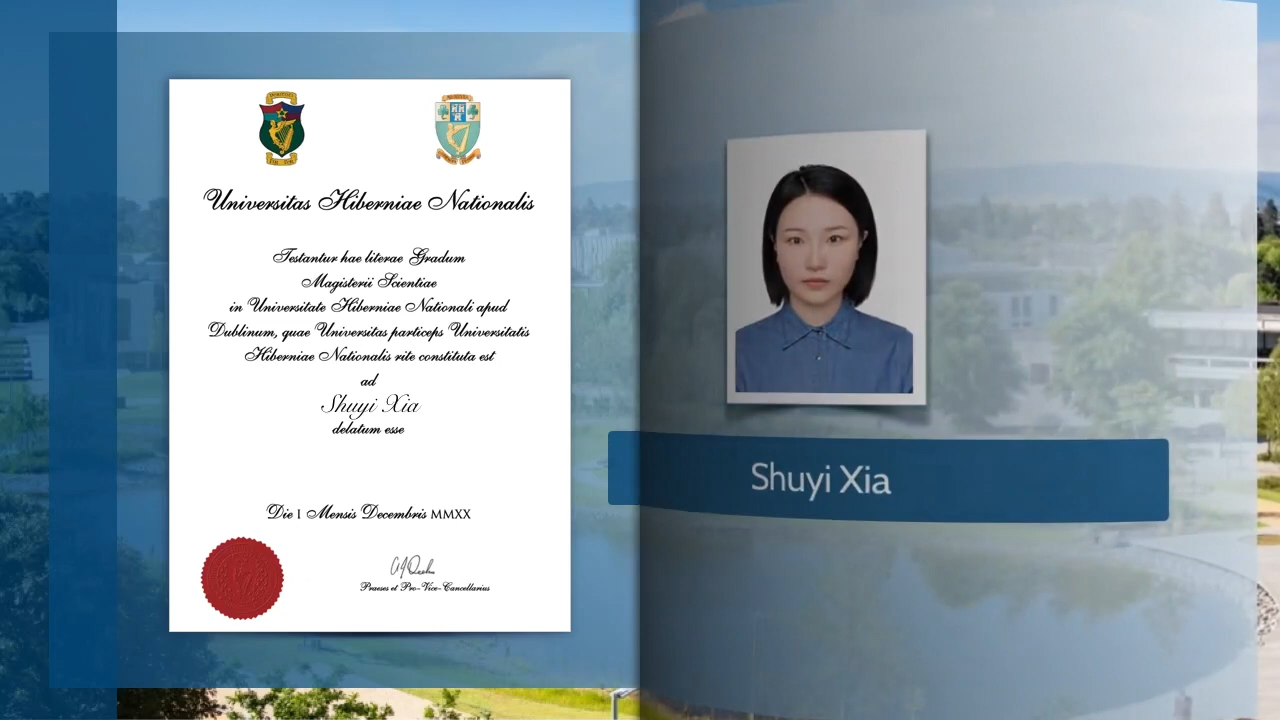 Universitas Hiberniae Nationalis
Testantur hae literae Gradum
Magisterii Scientiae
in Universitate Hiberniae Nationali apud
Dublinum, quae Universitas particeps Universitatis
Hiberniae Nationalis rite constituta est
ad
Shuyi Xia
delatum esse
Die I Mensis Decembris MMXX
Praeses et Pro-Vice-Cancellarius
Shuyi Xia